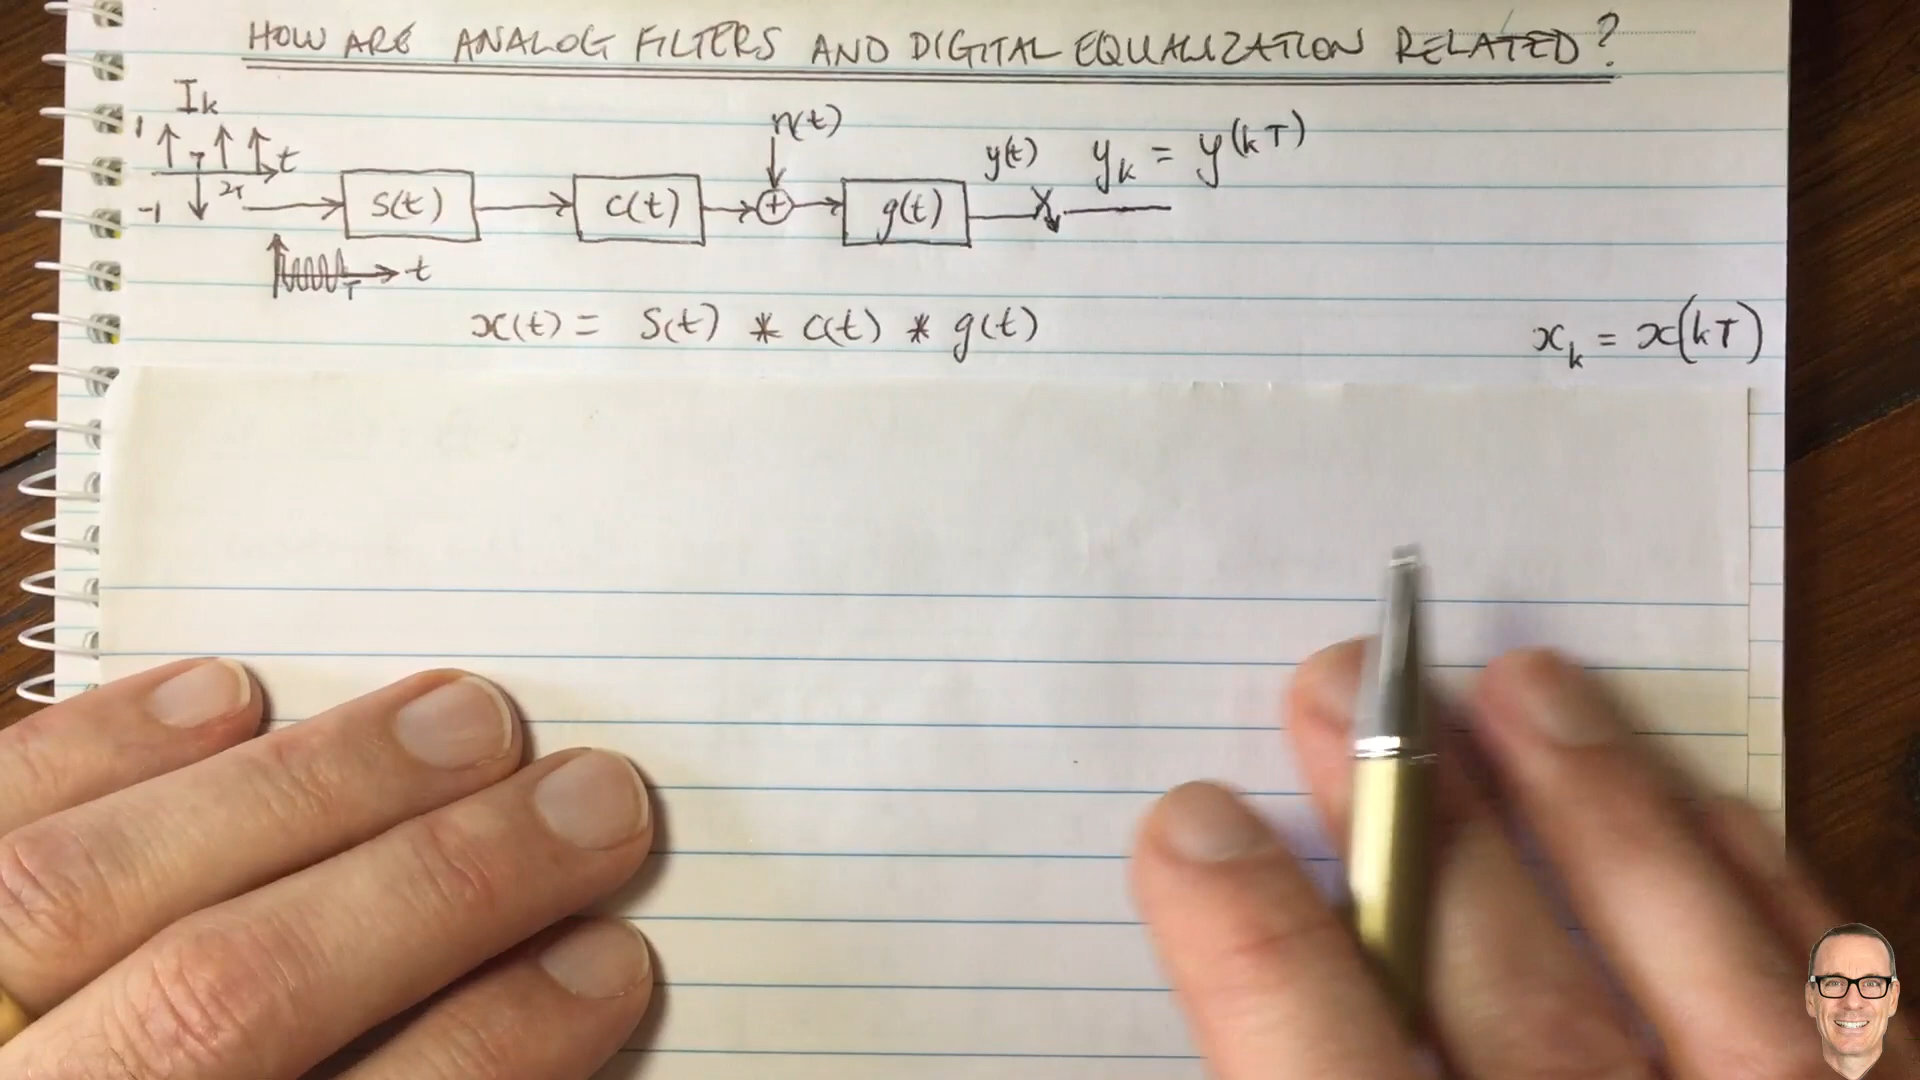 HOW ARE ANALOG FILTERS AND DIGITAL EQUALIZATION RELATED?
Ik
1
T
t
2T
-1
s(t)
c(t)
n(t)
+
g(t)
y(t)
yk = y(kT)
T
t
x(t) = s(t) * c(t) * g(t)
xk = x(kT)